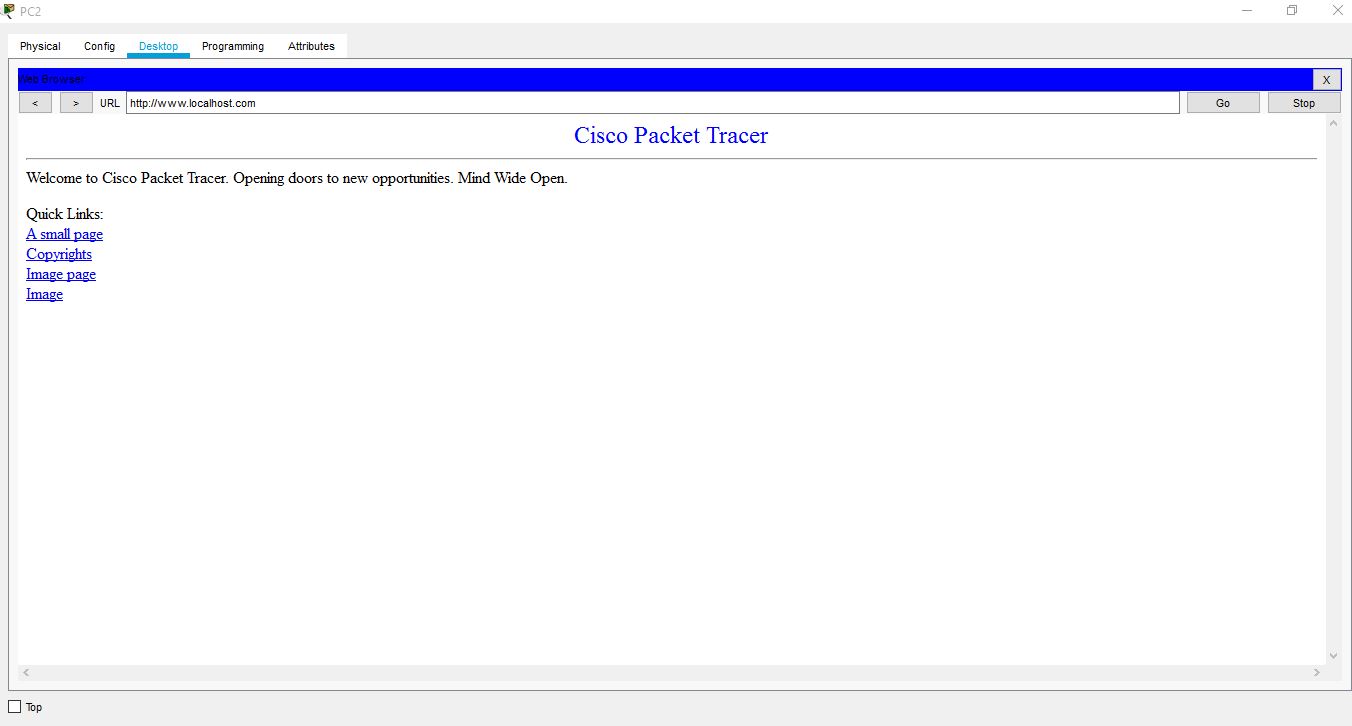 PC2
Physical Config Desktop Programming Attributes
Web Browser
X
< > URL http://www.localhost.com Go Stop
Cisco Packet Tracer
Welcome to Cisco Packet Tracer. Opening doors to new opportunities. Mind Wide Open.
Quick Links:
A small page
Copyrights
Image page
Image
Top